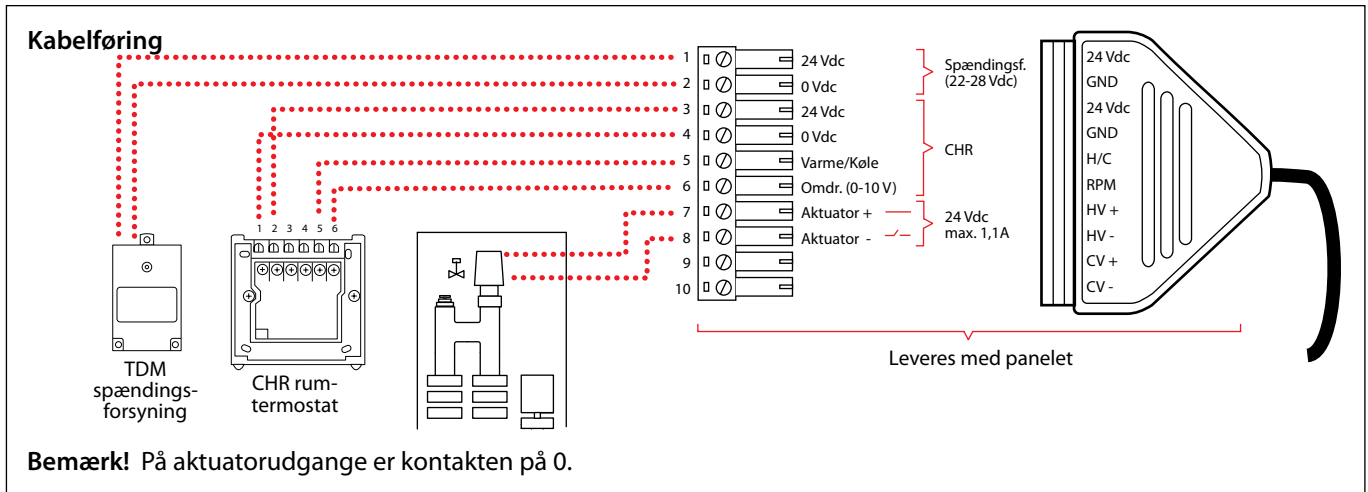 Kabelføring
1 24 Vdc
2 0 Vdc
3 24 Vdc
4 0 Vdc
5 Varme/Køle
6 Omdr. (0-10 V)
7 Aktuator +
8 Aktuator -
9
10
Spændingsf.
(22-28 Vdc)
CHR
24 Vdc
max. 1,1A
24 Vdc
GND
24 Vdc
GND
H/C
RPM
HV +
HV -
CV +
CV -
Leveres med panelet
1 2 3 4 5 6
TDM
spændings-
forsyning
CHR rum-
termostat
Bemærk! På aktuatorudgange er kontakten på 0.